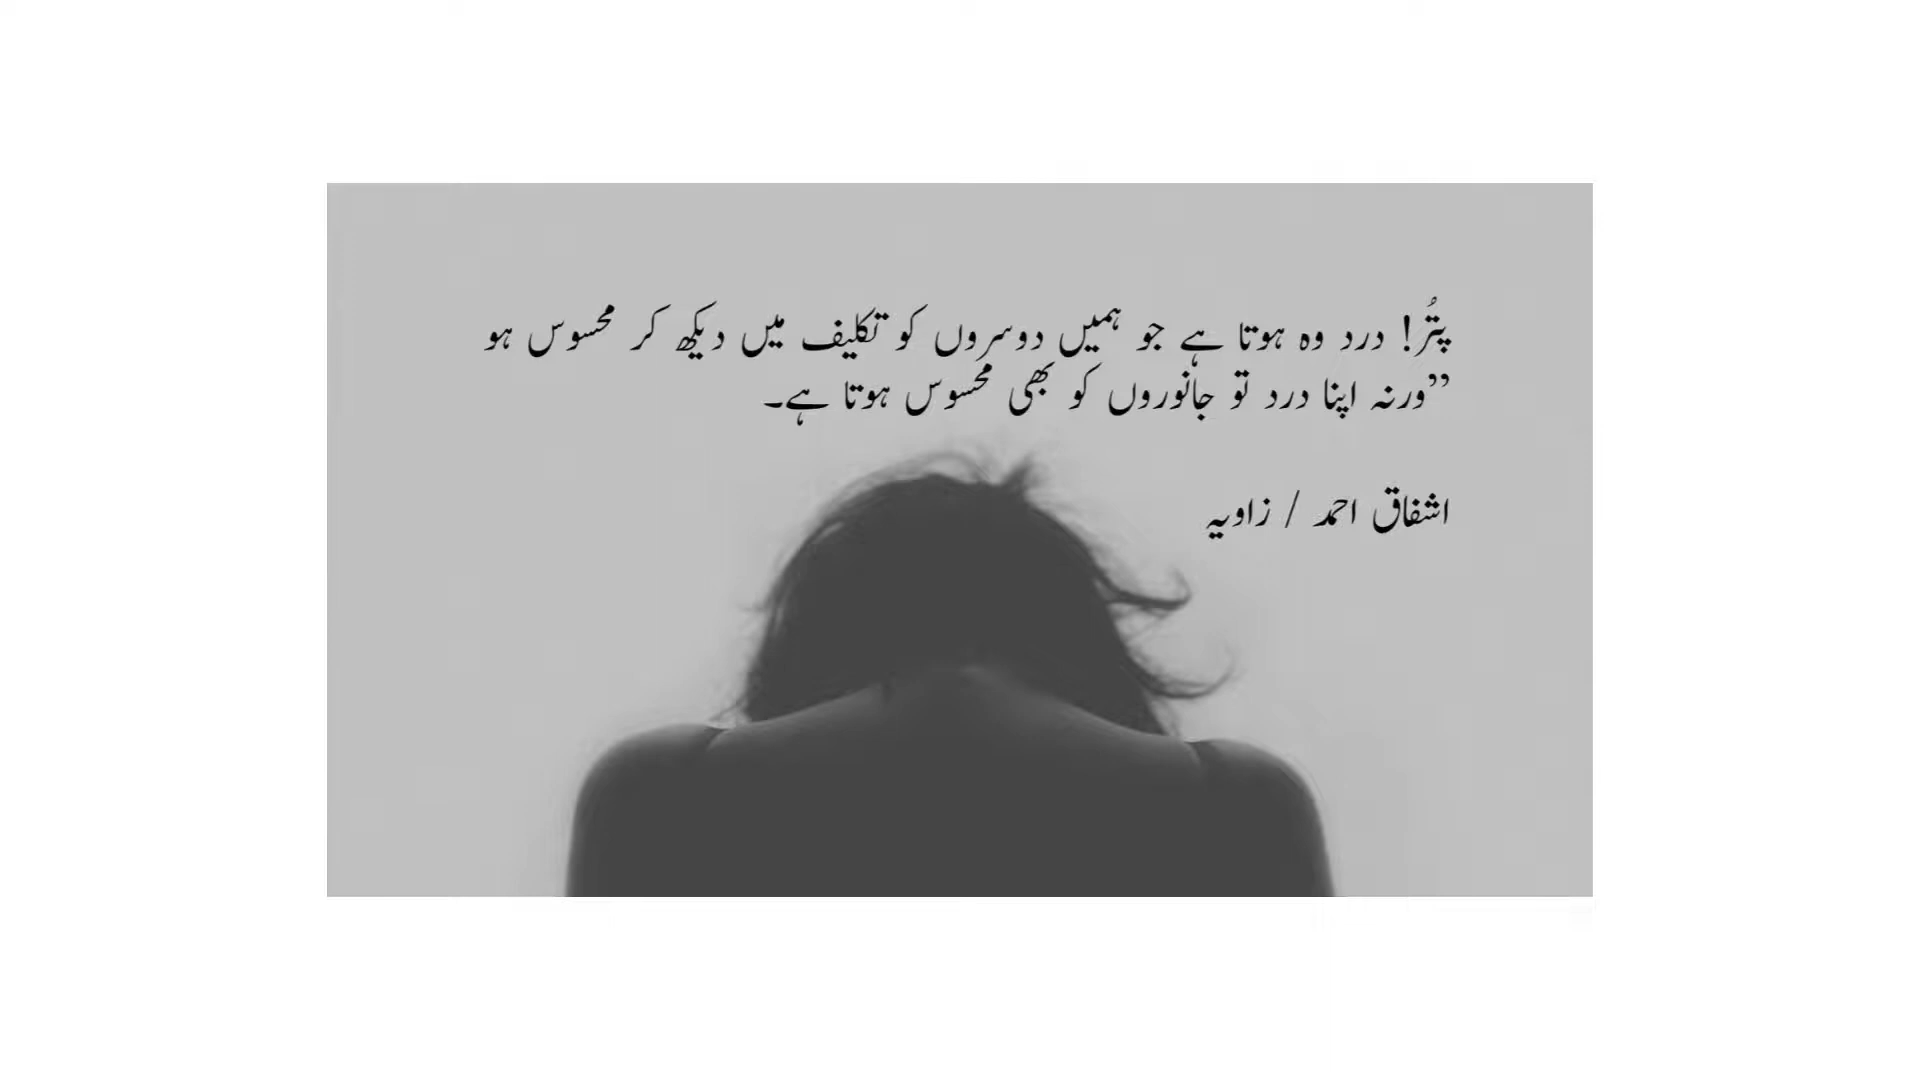 پتُر! درد وہ ہوتا ہے جو ہمیں دوسروں کو تکلیف میں دیکھ کر محسوس ہو
”ورنہ اپنا درد تو جانوروں کو بھی محسوس ہوتا ہے۔
اشفاق احمد / زاویہ